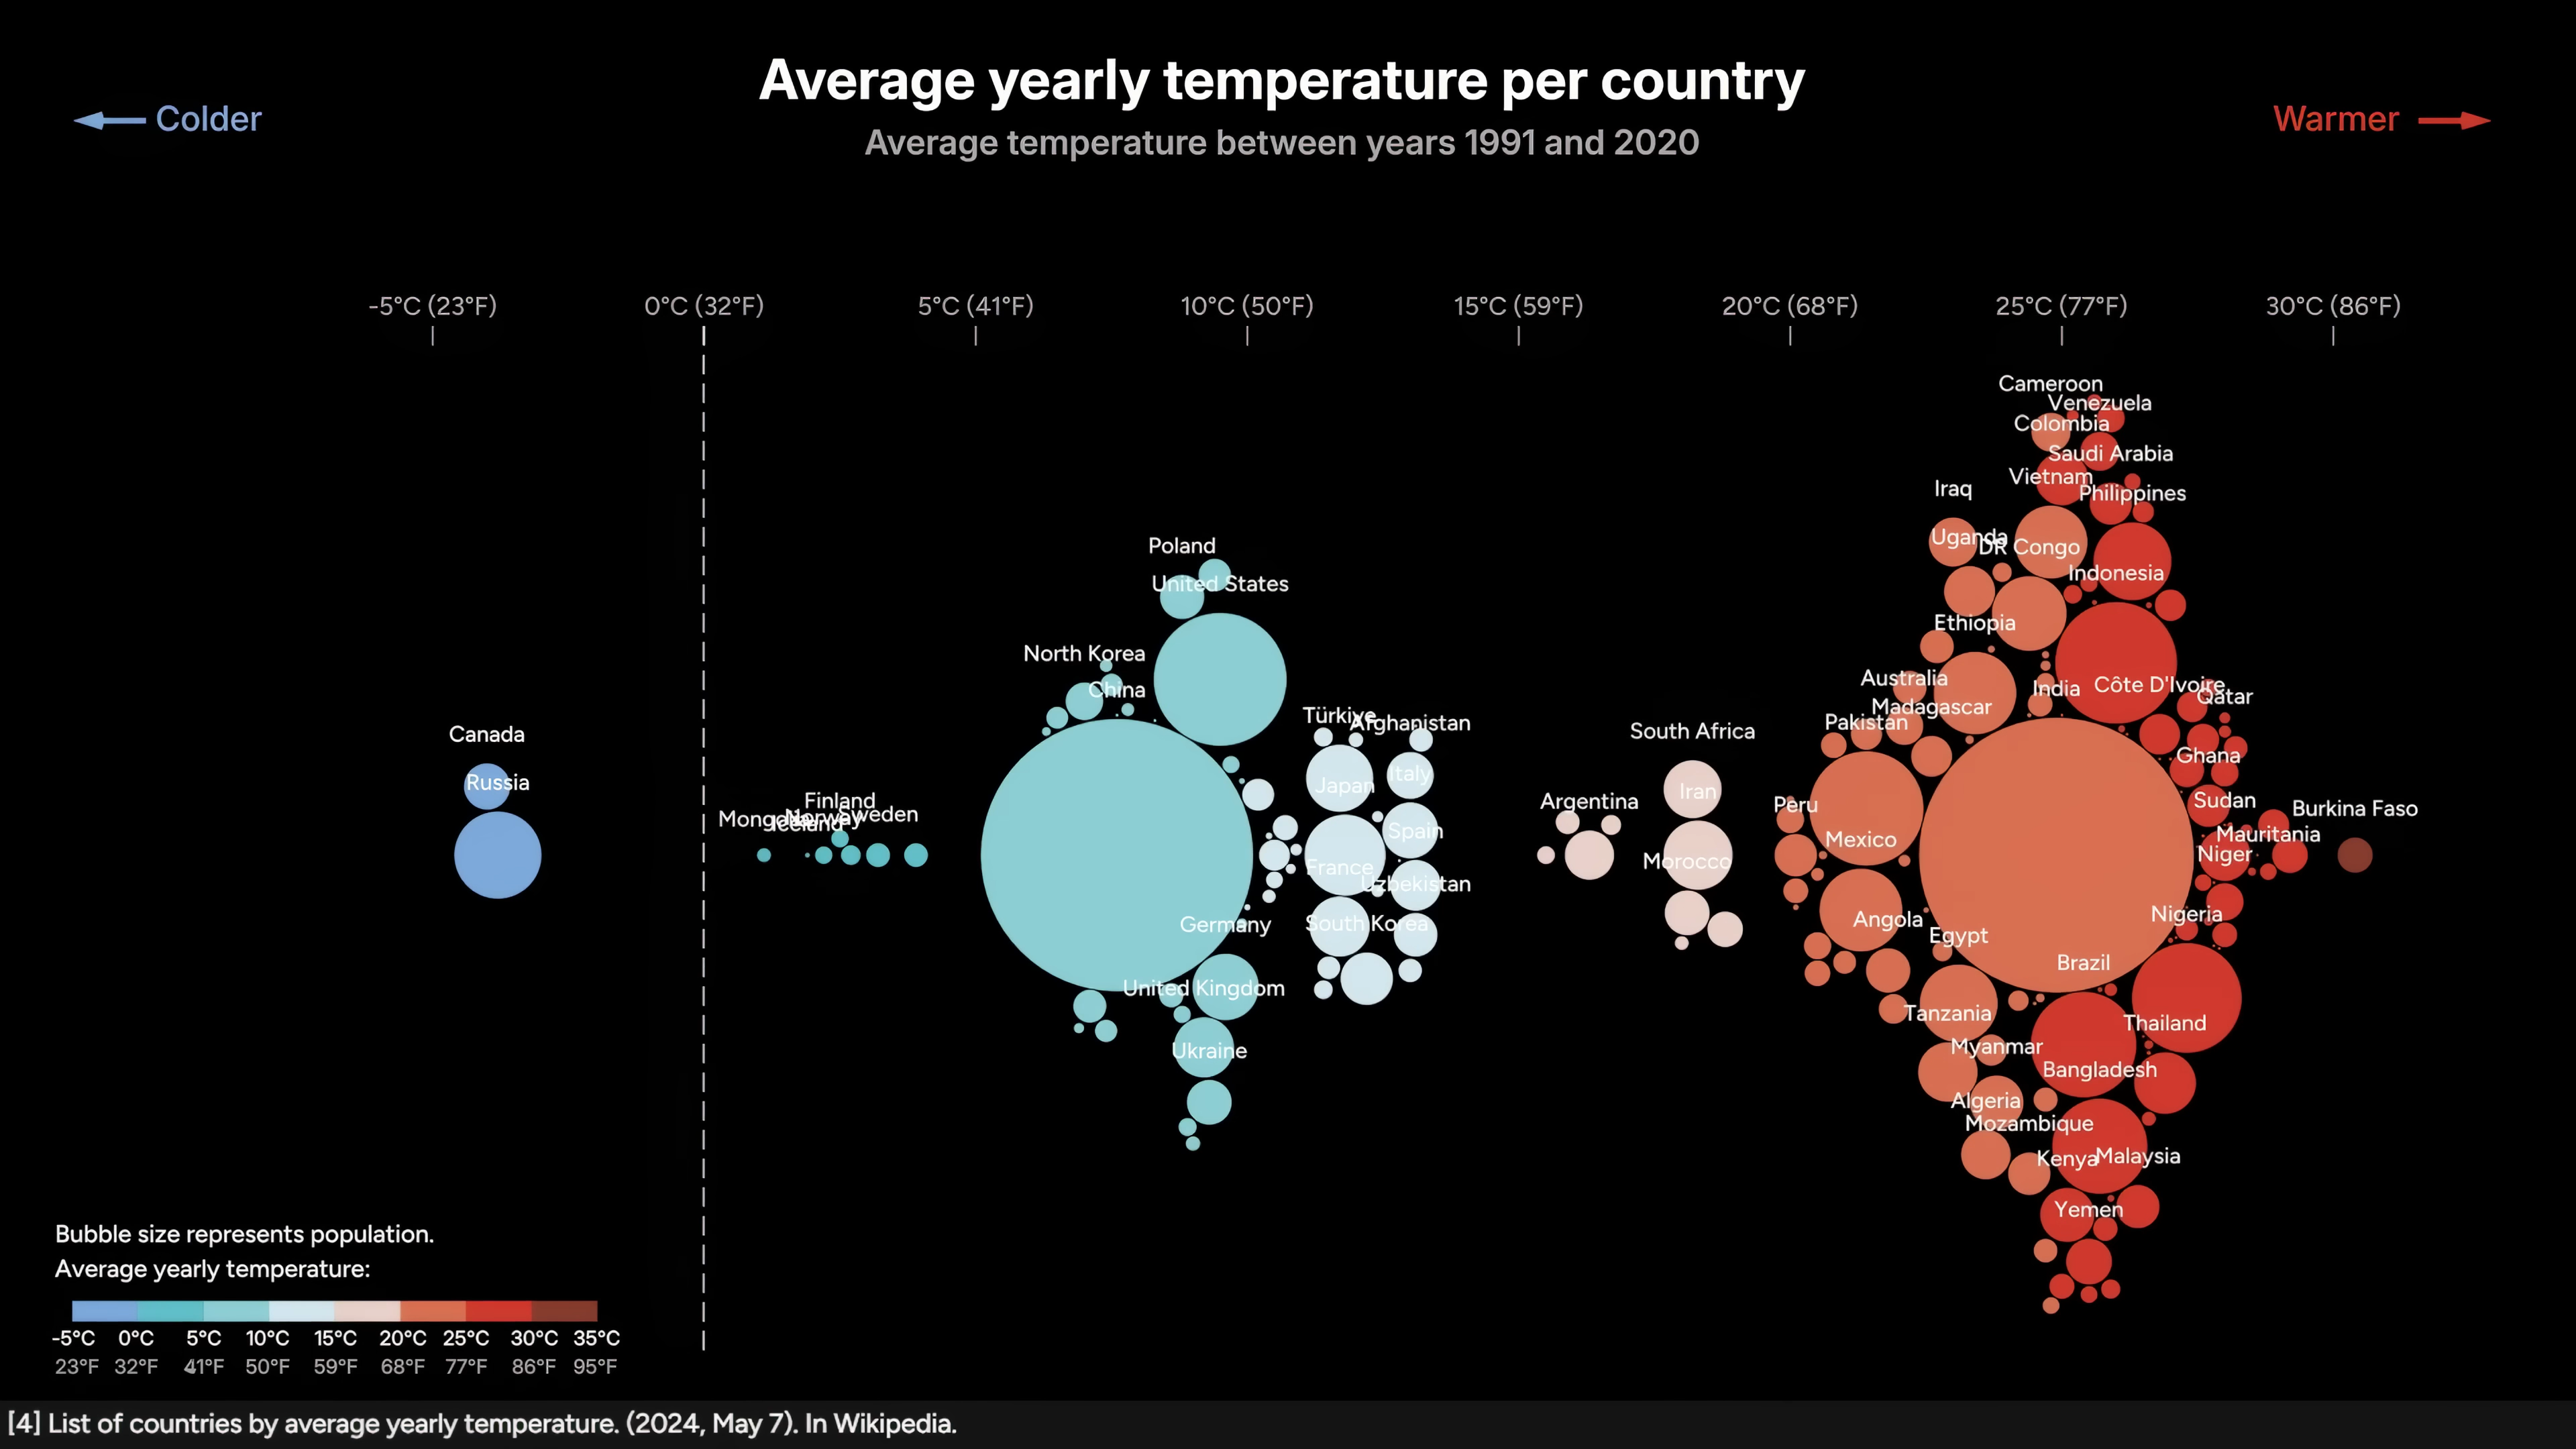 Average yearly temperature per country
Colder
Warmer
Average temperature between years 1991 and 2020
-5°C (23°F)
0°C (32°F)
5°C (41°F)
10°C (50°F)
15°C (59°F)
20°C (68°F)
25°C (77°F)
30°C (86°F)
Cameroon
Venezuela
Colombia
Saudi Arabia
Vietnam
Iraq
Philippines
Uganda
DR Congo
Poland
Indonesia
United States
Ethiopia
North Korea
Australia
China
India
Côte D'Ivoire
Qatar
Madagascar
Türkiye
Afghanistan
Pakistan
South Africa
Canada
Ghana
Italy
Russia
Japan
Iran
Finland
Argentina
Peru
Sudan
Burkina Faso
Mongolia
Iceland
Norway
Sweden
Spain
Mexico
Mauritania
Niger
France
Morocco
Uzbekistan
Germany
South Korea
Angola
Nigeria
Egypt
Brazil
United Kingdom
Tanzania
Thailand
Ukraine
Myanmar
Bangladesh
Algeria
Mozambique
Kenya
Malaysia
Yemen
Bubble size represents population.
Average yearly temperature:
-5°C 0°C 5°C 10°C 15°C 20°C 25°C 30°C 35°C
23°F 32°F 41°F 50°F 59°F 68°F 77°F 86°F 95°F
[4] List of countries by average yearly temperature. (2024, May 7). In Wikipedia.